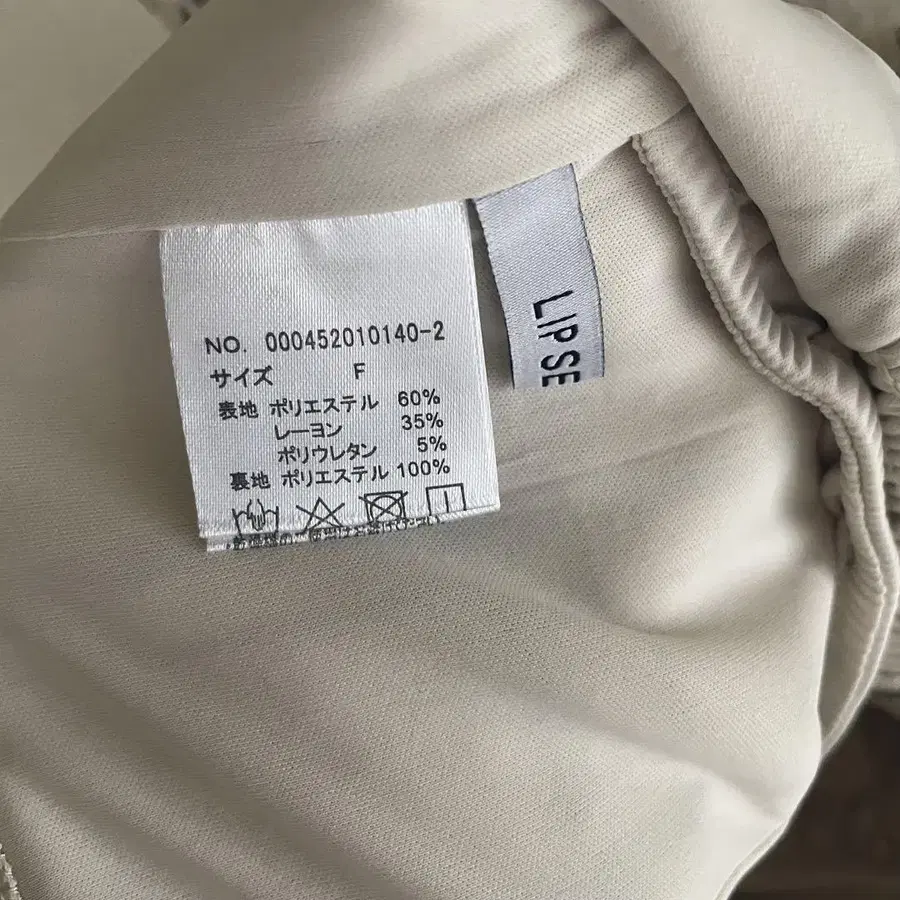 NO. 000452010140-2
サイズ F
表地 ポリエステル 60%
レーヨン 35%
ポリウレタン 5%
裏地 ポリエステル 100%
LIP SE